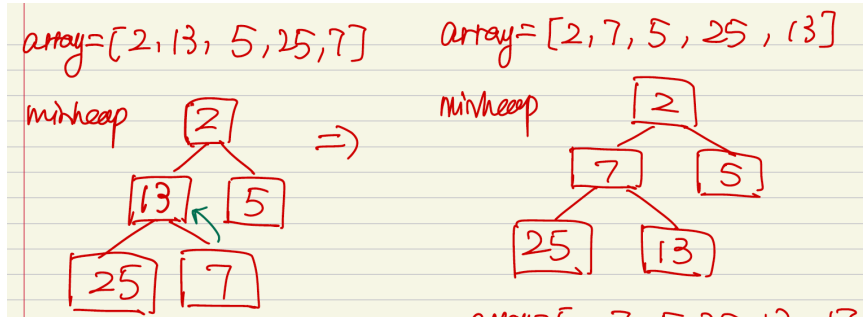 array=[2,13,5,25,7]
minheap
2
=>
13
5
25
7
array=[2,7,5,25,13]
minheap
2
7
5
25
13